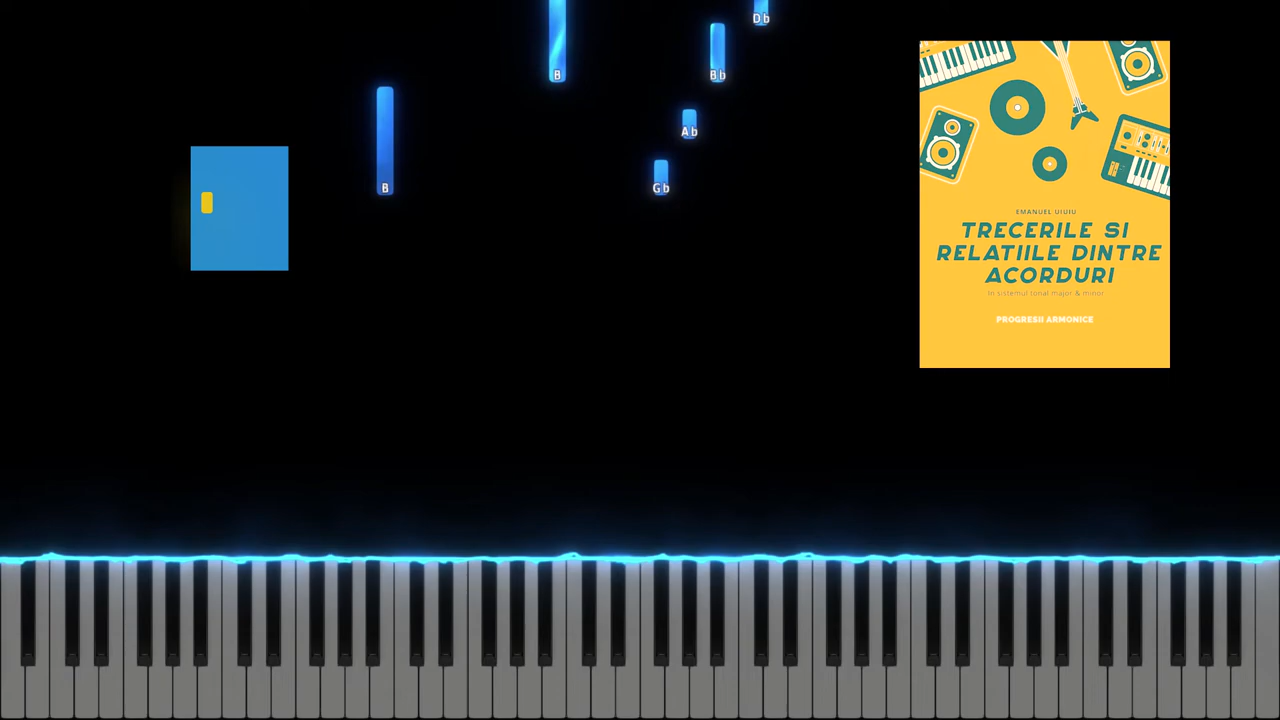 Db
B
Bb
Ab
B
Gb
EMANUEL UIUIU
TRECERILE SI
RELATIILE DINTRE
ACORDURI
In sistemul tonal major & minor
PROGRESII ARMONICE